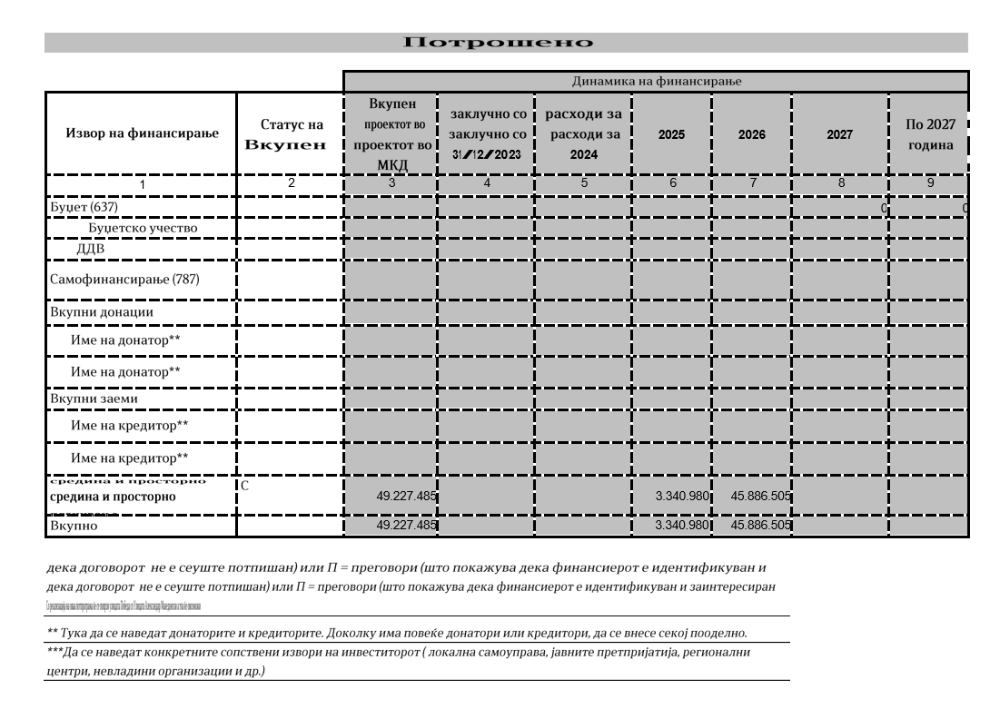 Потрошено
Динамика на финансирање
Извор на финансирање
Статус на
Вкупен
Вкупен
проектот во
проектот во
МКД
заклучно со
заклучно со
31/12/2023
расходи за
расходи за
2024
2025
2026
2027
По 2027
година
1 2 3 4 5 6 7 8 9
Буџет (637) 0 0
Буџетско учество
ДДВ
Самофинансирање (787)
Вкупни донации
Име на донатор**
Име на донатор**
Вкупни заеми
Име на кредитор**
Име на кредитор**
средина и просторно
С
средина и просторно 49.227.485 3.340.980 45.886.505
Вкупно 49.227.485 3.340.980 45.886.505
дека договорот не е сеуште потпишан) или П = преговори (што покажува дека финансиерот е идентификуван и
дека договорот не е сеуште потпишан) или П = преговори (што покажува дека финансиерот е идентификуван и заинтересиран
** Тука да се наведат донаторите и кредиторите. Доколку има повеќе донатори или кредитори, да се внесе секој пооделно.
***Да се наведат конкретните сопствени извори на инвеститорот ( локална самоуправа, јавните претпријатија, регионални
центри, невладини организации и др.)